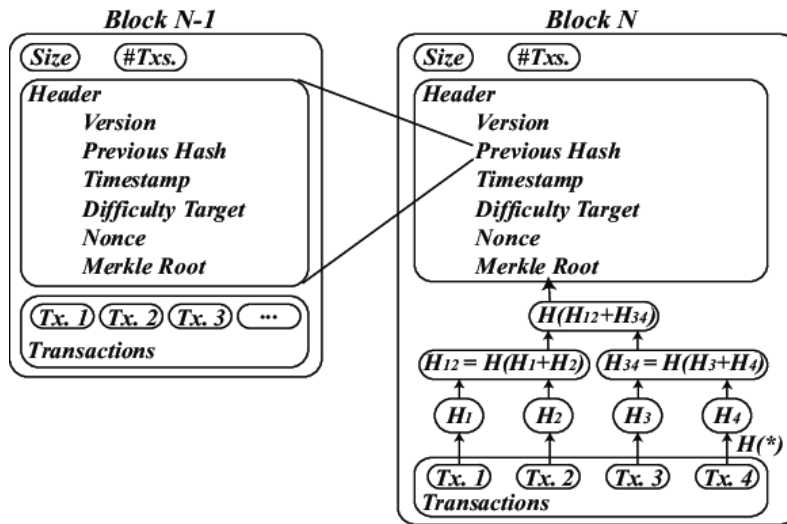 Block N-1
Size #Txs.
Header
Version
Previous Hash
Timestamp
Difficulty Target
Nonce
Merkle Root
Tx. 1 Tx. 2 Tx. 3 ...
Transactions
Block N
Size #Txs.
Header
Version
Previous Hash
Timestamp
Difficulty Target
Nonce
Merkle Root
H(H12+H34)
H12 = H(H1+H2) H34 = H(H3+H4)
H1 H2 H3 H4
H(*)
Tx. 1 Tx. 2 Tx. 3 Tx. 4
Transactions